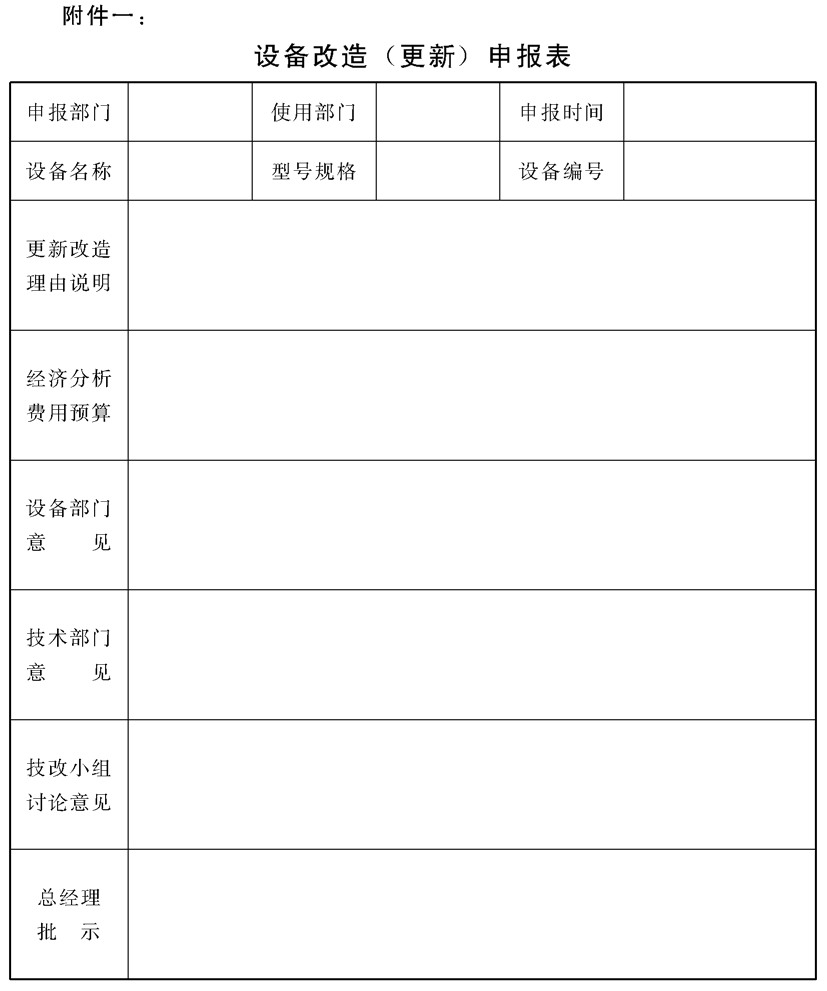 附件一：
设备改造（更新）申报表
申报部门 使用部门 申报时间
设备名称 型号规格 设备编号
更新改造
理由说明
经济分析
费用预算
设备部门
意 见
技术部门
意 见
技改小组
讨论意见
总经理
批 示